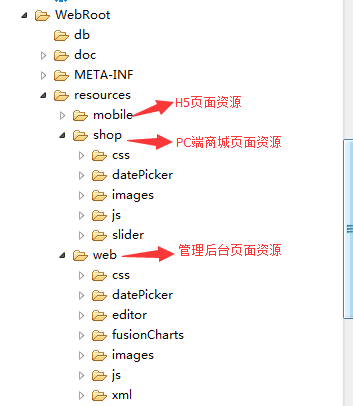 WebRoot
db
doc
META-INF
resources
mobile H5页面资源
shop PC端商城页面资源
css
datePicker
images
js
slider
web 管理后台页面资源
css
datePicker
editor
fusionCharts
images
js
xml